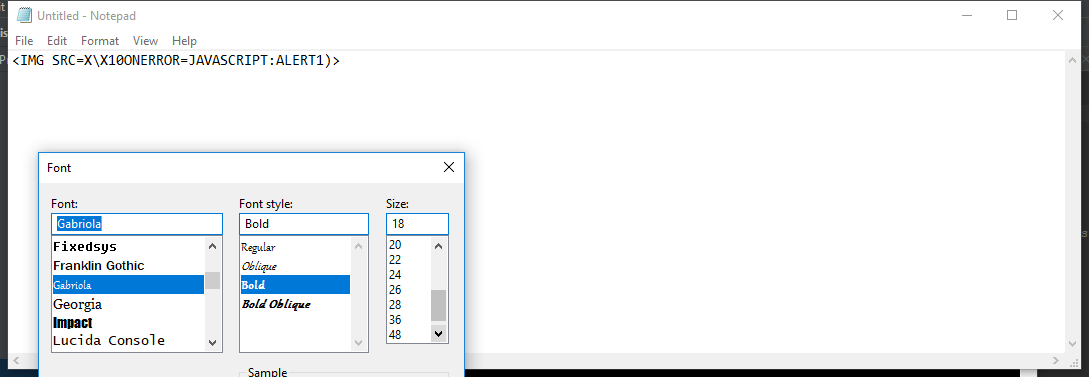 Untitled - Notepad
File Edit Format View Help
<IMG SRC=X\X10ONERROR=JAVASCRIPT:ALERT1)>
Font
Font: Font style: Size:
Gabriola Bold 18
Fixedsys Regular 20
Franklin Gothic Oblique 22
Gabriola Bold 24
Georgia Bold Oblique 26
Impact 28
Lucida Console 36
48
Sample